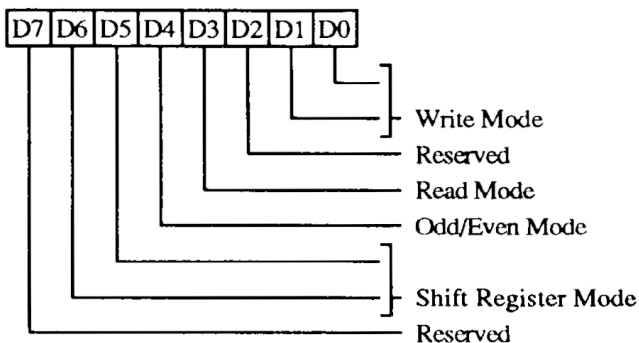 D7 D6 D5 D4 D3 D2 D1 D0
Write Mode
Reserved
Read Mode
Odd/Even Mode
Shift Register Mode
Reserved